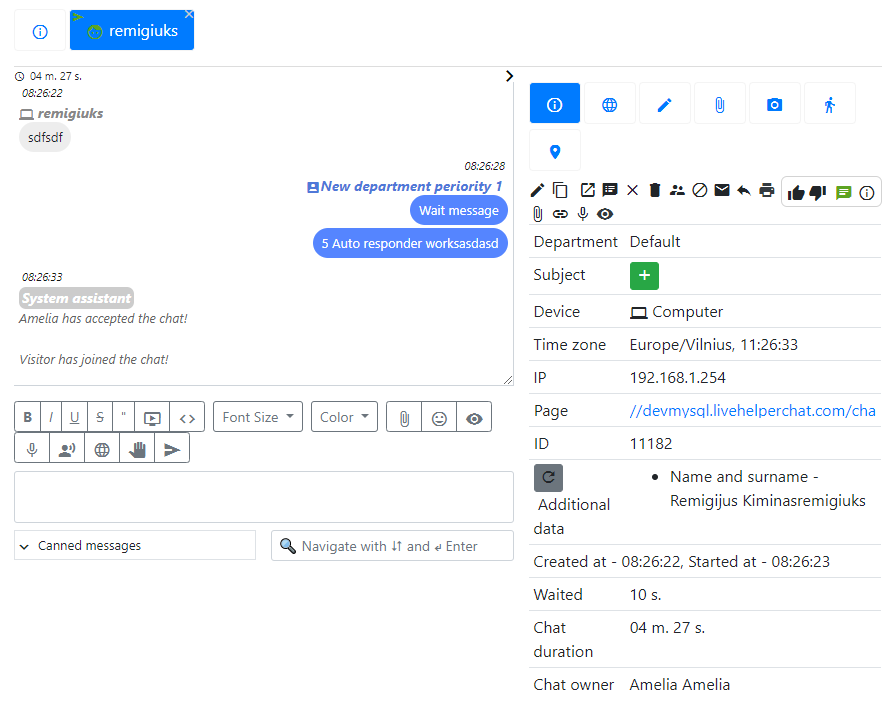 remigiuks
04 m. 27 s.
08:26:22
remigiuks
sdfsdf
08:26:28
New department periority 1
Wait message
5 Auto responder worksasdasd
08:26:33
System assistant
Amelia has accepted the chat!
Visitor has joined the chat!
B I U S " <>
Font Size
Color
Canned messages
Navigate with ↓↑ and ↵ Enter
Department Default
Subject +
Device Computer
Time zone Europe/Vilnius, 11:26:33
IP 192.168.1.254
Page //devmysql.livehelperchat.com/cha
ID 11182
Additional
data
• Name and surname -
Remigijus Kiminasremigiuks
Created at - 08:26:22, Started at - 08:26:23
Waited 10 s.
Chat
duration
04 m. 27 s.
Chat owner Amelia Amelia